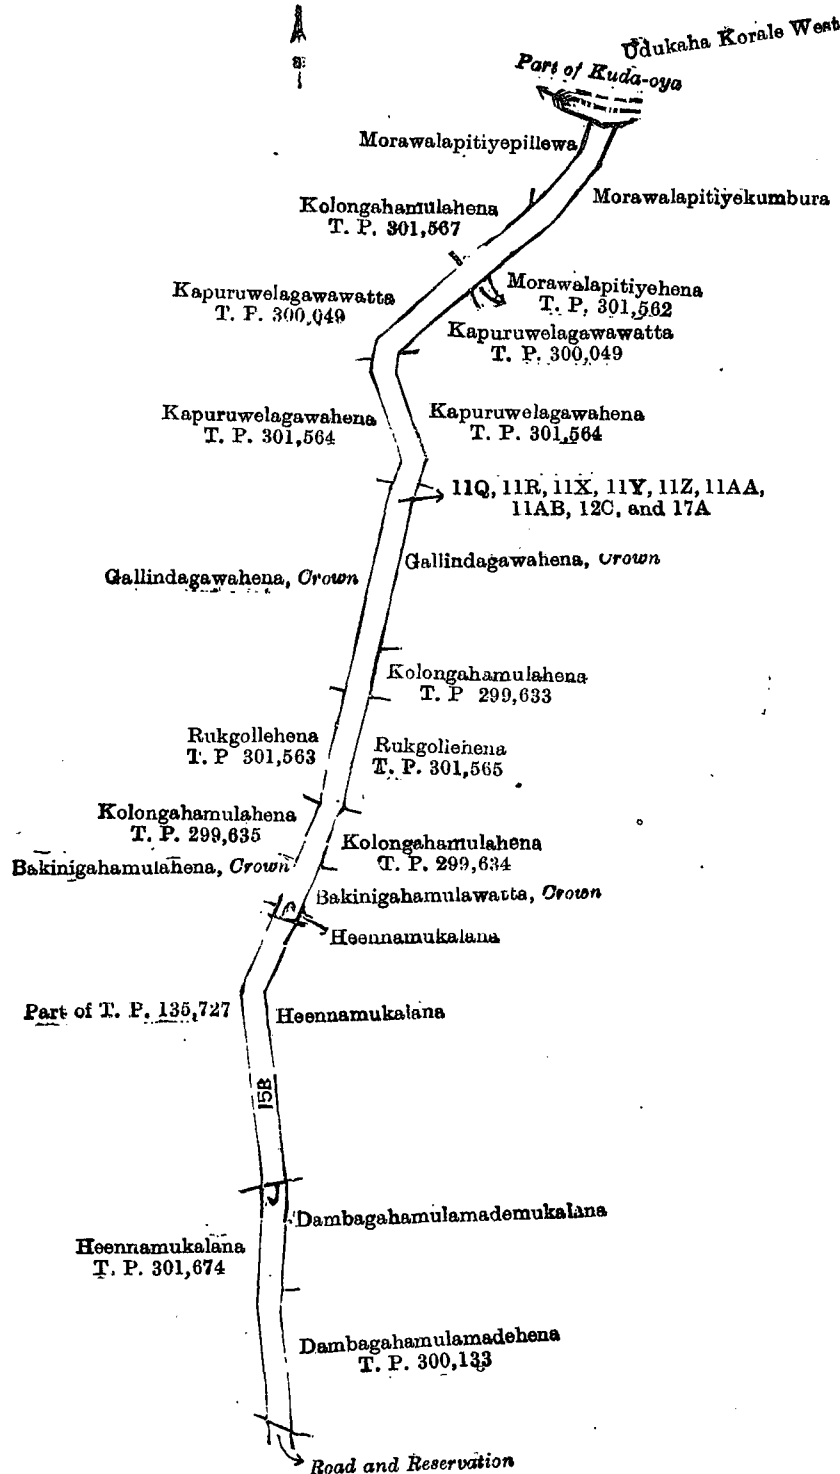 Udukaha Korale West
Part of Kuda-oya
Morawalapitiyepillewa
Morawalapitiyekumbura
Kolongahamulahena
T. P. 301,567
Morawalapitiyehena
T. P. 301,562
Kapuruwelagawawatta
T. P. 300,049
Kapuruwelagawawatta
T. P. 300,049
Kapuruwelagawahena
T. P. 301,564
Kapuruwelagawahena
T. P. 301,564
11Q, 11R, 11X, 11Y, 11Z, 11AA,
11AB, 12C, and 17A
Gallindagawahena, Crown
Gallindagawahena, Crown
Kolongahamulahena
T. P 299,633
Rukgollehena
T. P 301,563
Rukgollehena
T. P. 301,565
Kolongahamulahena
T. P. 299,635
Kolongahamulahena
T. P. 299,634
Bakinigahamulahena, Crown
Bakinigahamulawatta, Crown
Heennamukalana
Part of T. P. 135,727
Heennamukalana
15B
Dambagahamulamademukalana
Heennamukalana
T. P. 301,674
Dambagahamulamadehena
T. P. 300,133
Road and Reservation